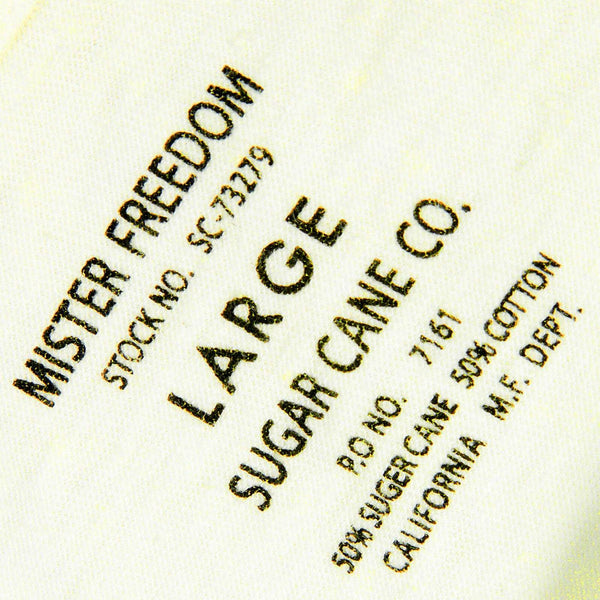 MISTER FREEDOM
STOCK NO. SC-73279
LARGE
SUGAR CANE CO.
P.O NO. 7161
50% SUGER CANE 50% COTTON
CALIFORNIA M.F. DEPT.